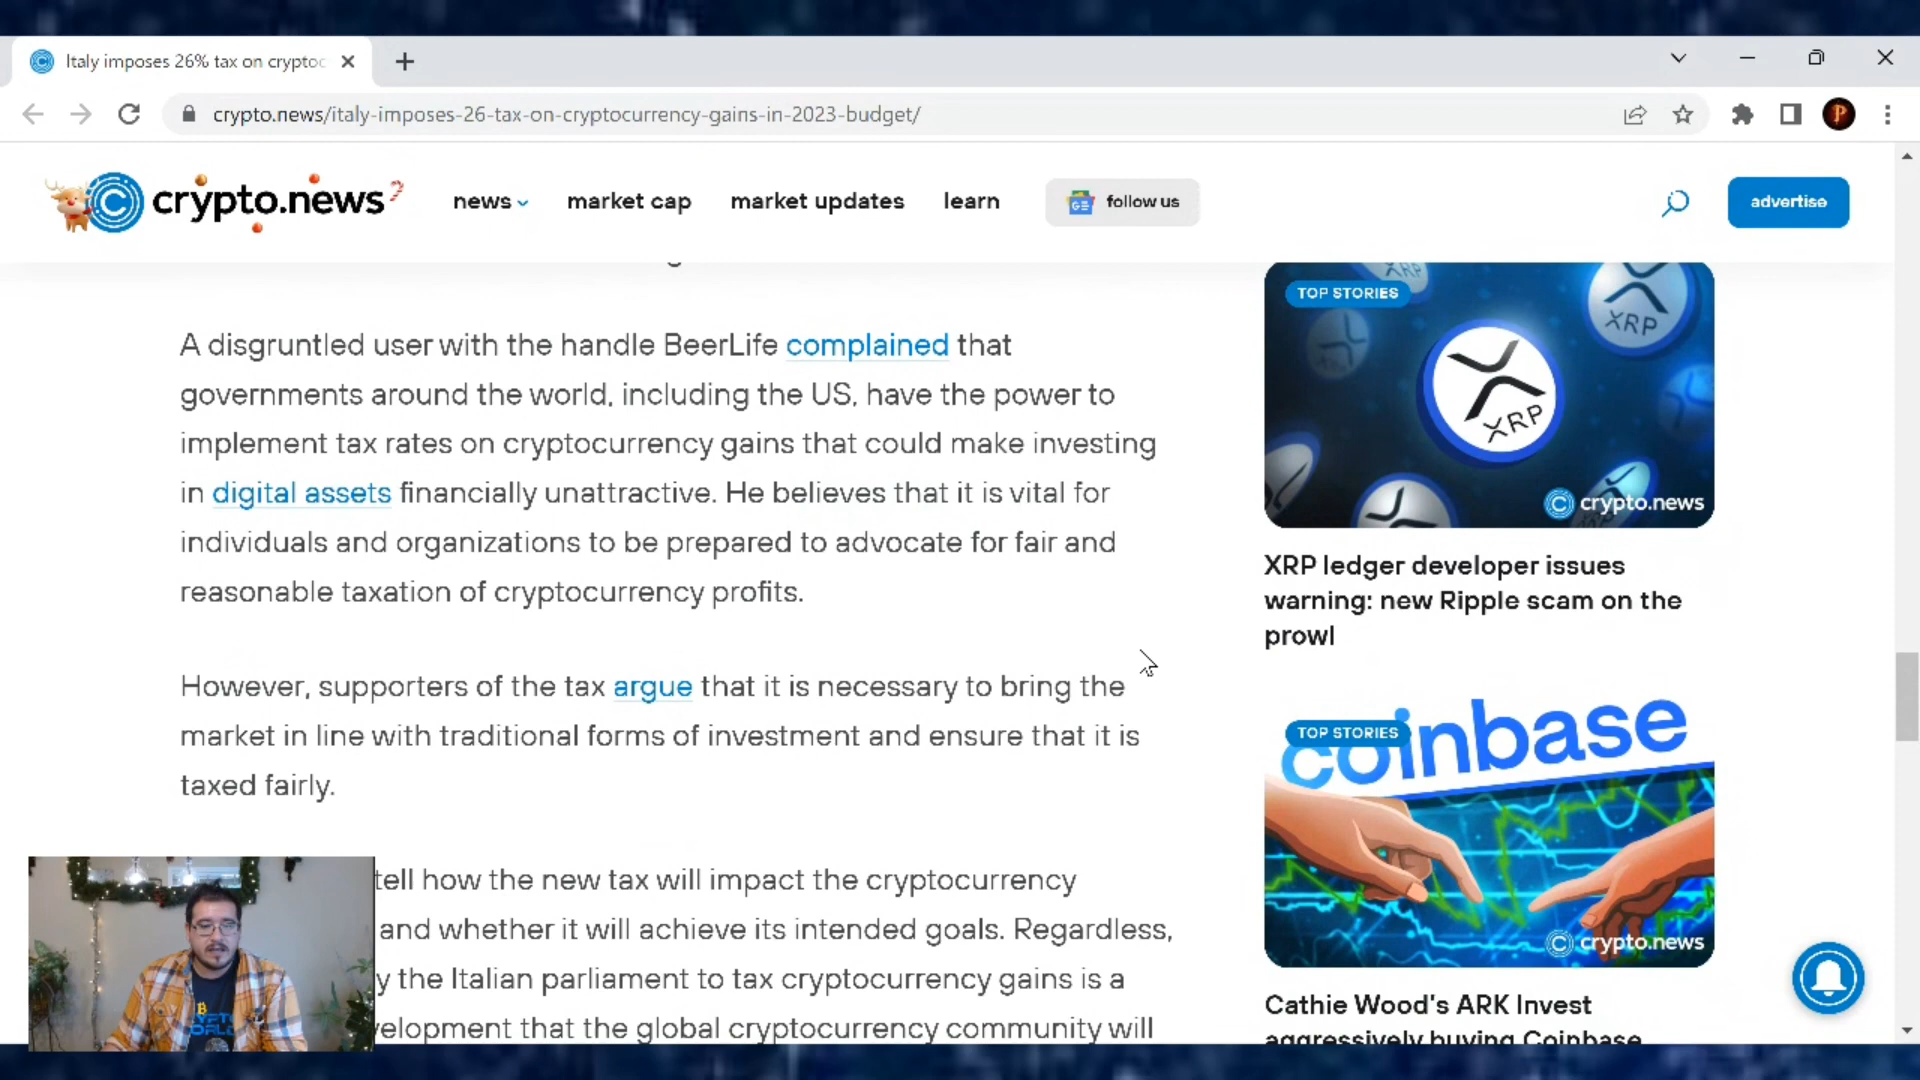 Italy imposes 26% tax on cryptoc
crypto.news/italy-imposes-26-tax-on-cryptocurrency-gains-in-2023-budget/
P
crypto.news
news
market cap
market updates
learn
GE
follow us
advertise
A disgruntled user with the handle BeerLife complained that
governments around the world, including the US, have the power to
implement tax rates on cryptocurrency gains that could make investing
in digital assets financially unattractive. He believes that it is vital for
individuals and organizations to be prepared to advocate for fair and
reasonable taxation of cryptocurrency profits.
However, supporters of the tax argue that it is necessary to bring the
market in line with traditional forms of investment and ensure that it is
taxed fairly.
tell how the new tax will impact the cryptocurrency
and whether it will achieve its intended goals. Regardless,
y the Italian parliament to tax cryptocurrency gains is a
velopment that the global cryptocurrency community will
TOP STORIES
XRP
XRP
XRP
crypto.news
XRP ledger developer issues
warning: new Ripple scam on the
prowl
TOP STORIES
coinbase
crypto.news
Cathie Wood's ARK Invest
aggressively buying Coinbase